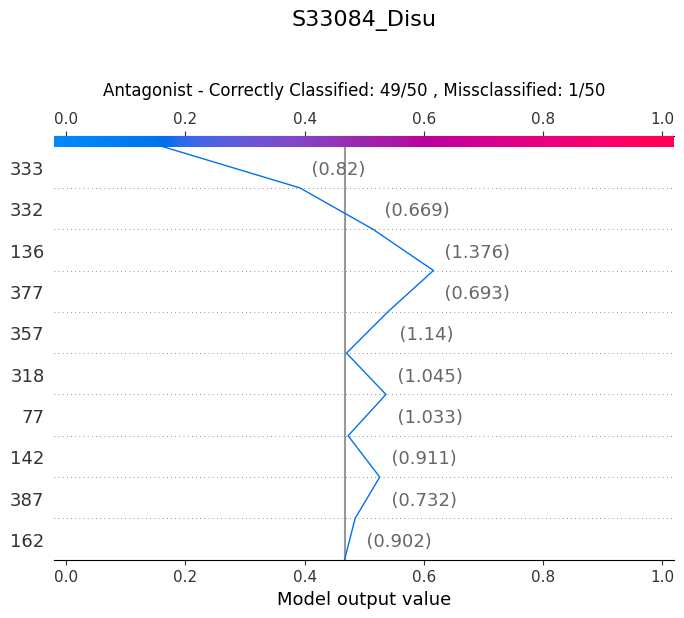 S33084_Disu
Antagonist - Correctly Classified: 49/50 , Missclassified: 1/50
0.0 0.2 0.4 0.6 0.8 1.0
333 (0.82)
332 (0.669)
136 (1.376)
377 (0.693)
357 (1.14)
318 (1.045)
77 (1.033)
142 (0.911)
387 (0.732)
162 (0.902)
0.0 0.2 0.4 0.6 0.8 1.0
Model output value